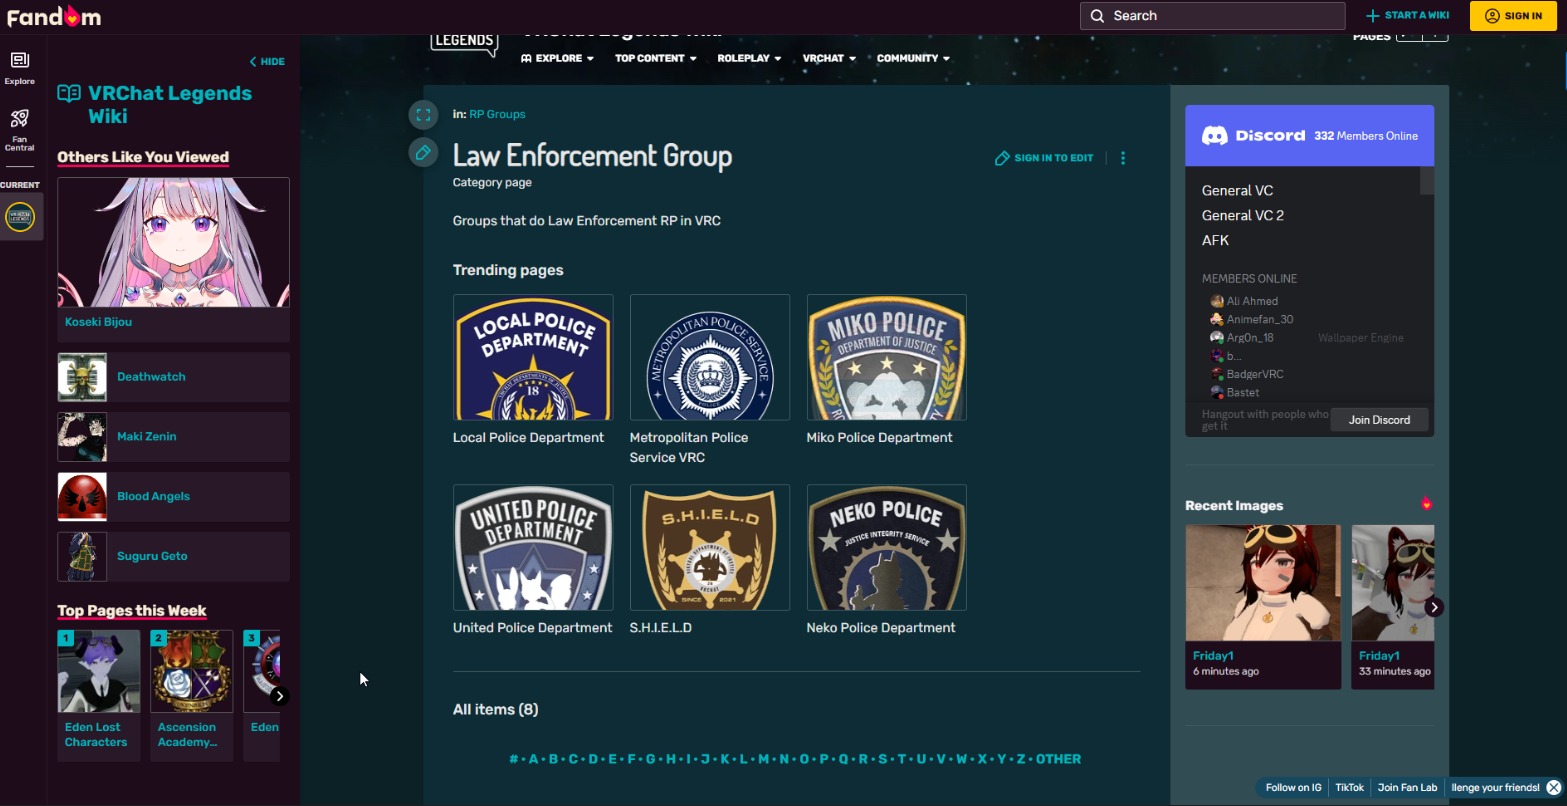 Fandom
Search
START A WIKI
SIGN IN
Explore
Fan
Central
CURRENT
HIDE
VRChat Legends
Wiki
Others Like You Viewed
Koseki Bijou
Deathwatch
Maki Zenin
Blood Angels
Suguru Geto
Top Pages this Week
1
2
3
Eden Lost
Characters
Ascension
Academy...
Eden
LEGENDS
VRChat Legends Wiki
PAGES
EXPLORE
TOP CONTENT
ROLEPLAY
VRCHAT
COMMUNITY
in: RP Groups
Law Enforcement Group
SIGN IN TO EDIT
Category page
Groups that do Law Enforcement RP in VRC
Trending pages
LOCAL POLICE
DEPARTMENT
18
METROPOLITAN POLICE SERVICE
POLICE
MIKO POLICE
DEPARTMENT OF JUSTICE
Local Police Department
Metropolitan Police
Service VRC
Miko Police Department
UNITED POLICE
DEPARTMENT
S.H.I.E.L.D
VRCHAT
SINCE 2021
NEKO POLICE
JUSTICE INTEGRITY SERVICE
United Police Department
S.H.I.E.L.D
Neko Police Department
All items (8)
# • A • B • C • D • E • F • G • H • I • J • K • L • M • N • O • P • Q • R • S • T • U • V • W • X • Y • Z • OTHER
Discord
332 Members Online
General VC
General VC 2
AFK
MEMBERS ONLINE
Ali Ahmed
Animefan_30
Arg0n_18
Wallpaper Engine
b...
BadgerVRC
Bastet
Hangout with people who
get it
Join Discord
Recent Images
Friday1
6 minutes ago
Friday1
33 minutes ago
Follow on IG
TikTok
Join Fan Lab
llenge your friends!